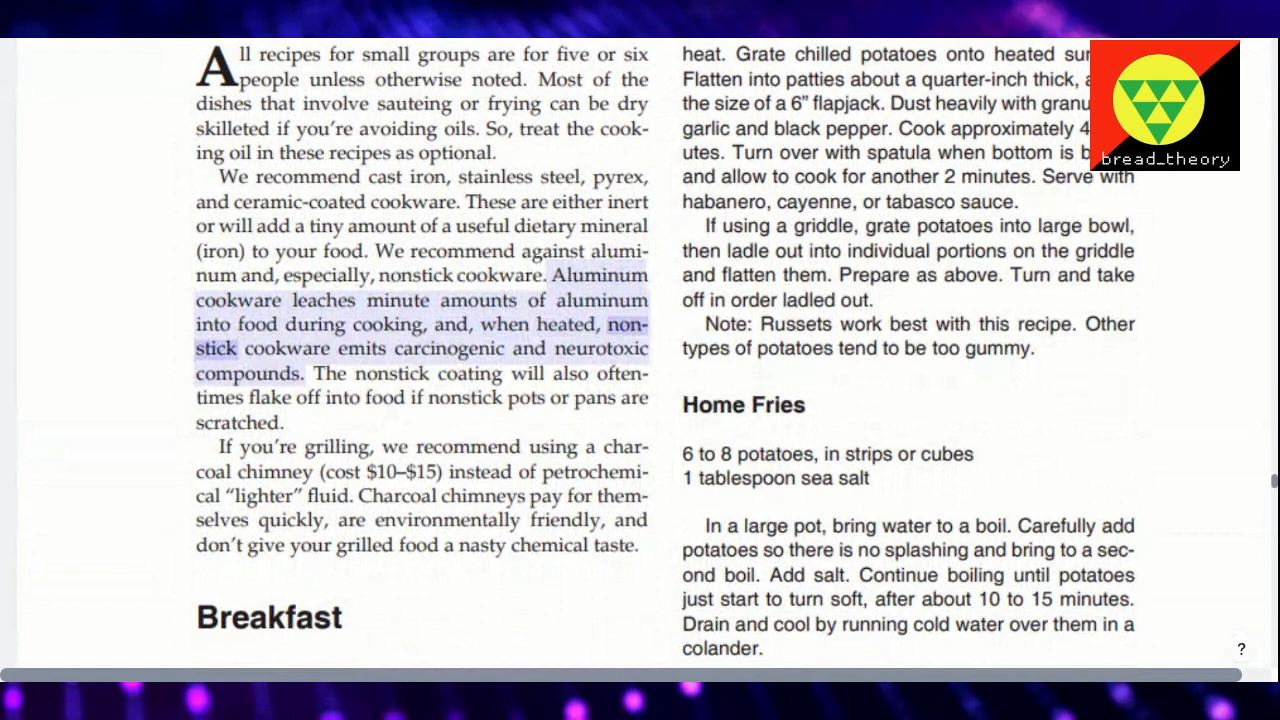 All recipes for small groups are for five or six
people unless otherwise noted. Most of the
dishes that involve sauteing or frying can be dry
skilleted if you're avoiding oils. So, treat the cook-
ing oil in these recipes as optional.
We recommend cast iron, stainless steel, pyrex,
and ceramic-coated cookware. These are either inert
or will add a tiny amount of a useful dietary mineral
(iron) to your food. We recommend against alumi-
num and, especially, nonstick cookware. Aluminum
cookware leaches minute amounts of aluminum
into food during cooking, and, when heated, non-
stick cookware emits carcinogenic and neurotoxic
compounds. The nonstick coating will also often-
times flake off into food if nonstick pots or pans are
scratched.
If you're grilling, we recommend using a char-
coal chimney (cost $10–$15) instead of petrochemi-
cal “lighter” fluid. Charcoal chimneys pay for them-
selves quickly, are environmentally friendly, and
don't give your grilled food a nasty chemical taste.
Breakfast
heat. Grate chilled potatoes onto heated
Flatten into patties about a quarter-inch thick,
the size of a 6” flapjack. Dust heavily with
garlic and black pepper. Cook approximately 4
utes. Turn over with spatula when bottom is
and allow to cook for another 2 minutes. Serve with
habanero, cayenne, or tabasco sauce.
If using a griddle, grate potatoes into large bowl,
then ladle out into individual portions on the griddle
and flatten them. Prepare as above. Turn and take
off in order ladled out.
Note: Russets work best with this recipe. Other
types of potatoes tend to be too gummy.
Home Fries
6 to 8 potatoes, in strips or cubes
1 tablespoon sea salt
In a large pot, bring water to a boil. Carefully add
potatoes so there is no splashing and bring to a sec-
ond boil. Add salt. Continue boiling until potatoes
just start to turn soft, after about 10 to 15 minutes.
Drain and cool by running cold water over them in a
colander.
bread_theory
?